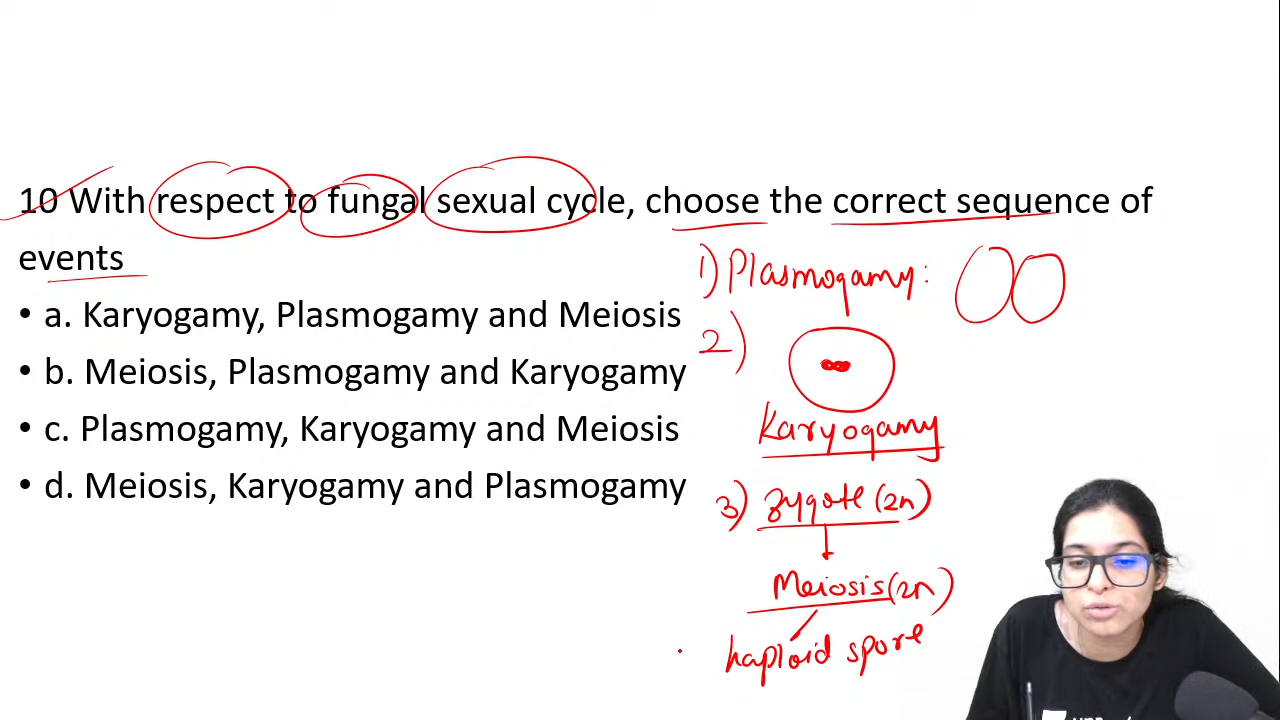 10 With respect to fungal sexual cycle, choose the correct sequence of
events
• a. Karyogamy, Plasmogamy and Meiosis
• b. Meiosis, Plasmogamy and Karyogamy
• c. Plasmogamy, Karyogamy and Meiosis
• d. Meiosis, Karyogamy and Plasmogamy
1) Plasmogamy:
2)
Karyogamy
3) zygote (2n)
Meiosis (2n)
haploid spore